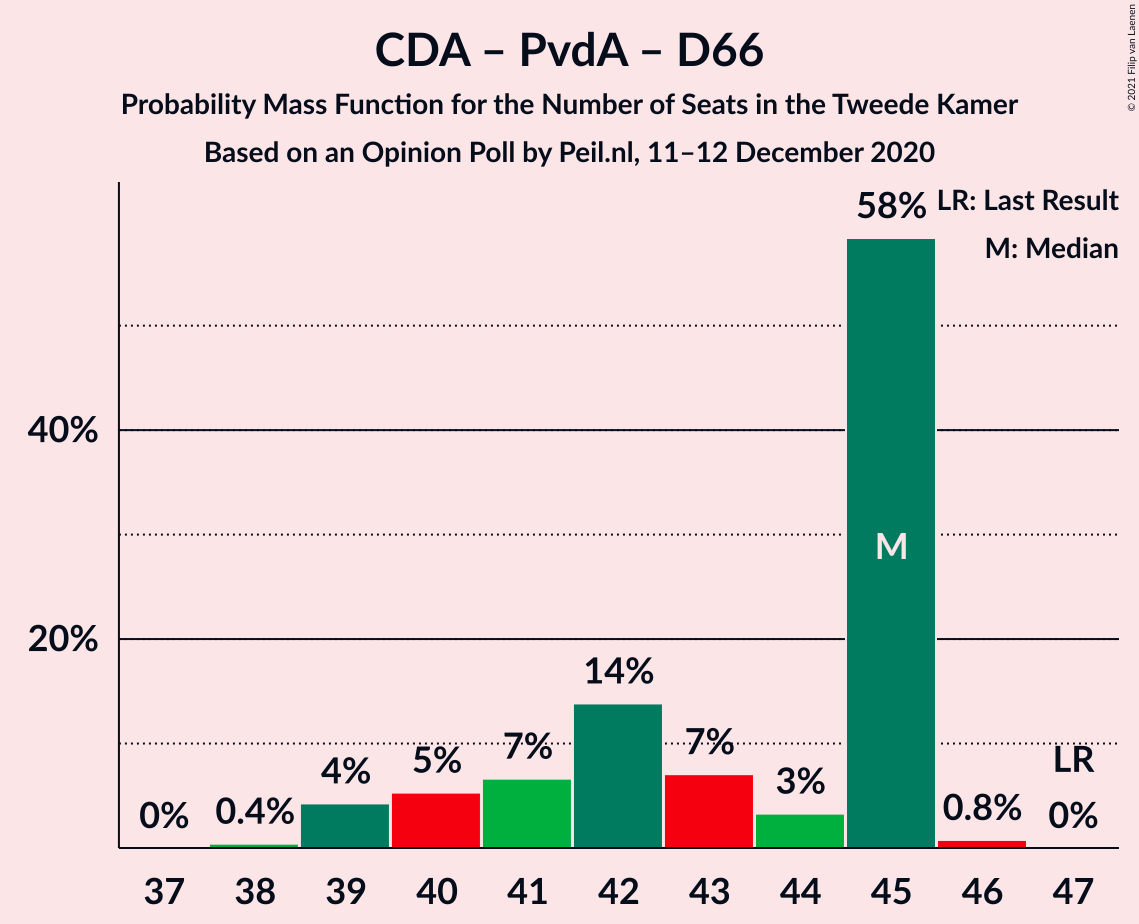 CDA – PvdA – D66
Probability Mass Function for the Number of Seats in the Tweede Kamer
Based on an Opinion Poll by Peil.nl, 11–12 December 2020
© 2021 Filip van Laenen
LR: Last Result
M: Median
40%
20%
0%
0.4%
4%
5%
7%
14%
7%
3%
58%
M
0.8%
LR
0%
37 38 39 40 41 42 43 44 45 46 47